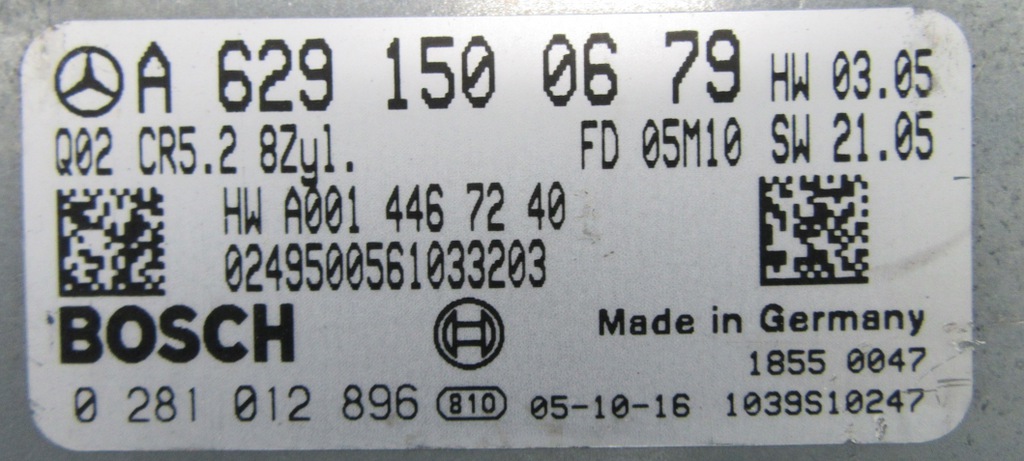 A 629 150 06 79 HW 03.05
Q02 CR5.2 8Zyl. FD 05M10 SW 21.05
HW A001 446 72 40
0249500561033203
BOSCH Made in Germany
1855 0047
0 281 012 896 810 05-10-16 1039S10247